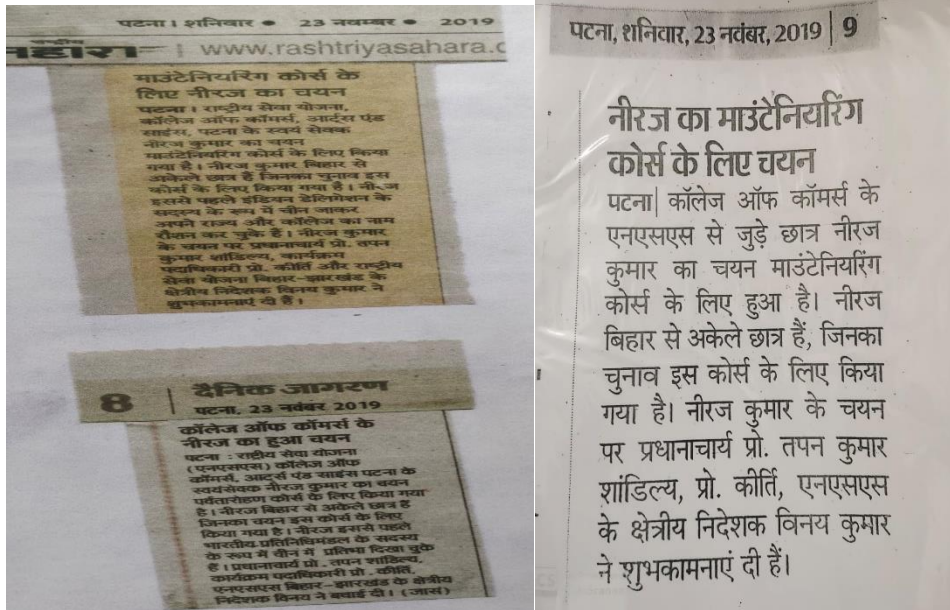 पटना । शनिवार ● 23 नवम्बर ● 2019
www.rashtriyasahara.c
माउंटेनियरिंग कोर्स के
लिए नीरज का चयन
पटना । राष्ट्रीय सेवा योजना,
कॉलेज ऑफ कॉमर्स, आर्ट्स एंड
साइंस, पटना के स्वयं सेवक
नीरज कुमार का चयन
माउंटेनियरिंग कोर्स के लिए किया
गया है। नीरज कुमार बिहार से
अकेले छात्र हैं जिनका चुनाव इस
कोर्स के लिए किया गया है। नीरज
इससे पहले इंडियन डेलिगेशन के
सदस्य के रूप में चीन जाकर
अपने राज्य और कॉलेज का नाम
रौशन कर चुके हैं। नीरज कुमार
के चयन पर प्रधानाचार्य प्रो. तपन
कुमार शांडिल्य, कार्यक्रम
पदाधिकारी प्रो. कीर्ति और राष्ट्रीय
सेवा योजना बिहार-झारखंड के
क्षेत्रीय निदेशक विनय कुमार ने
शुभकामनाएं दी हैं।
8 | दैनिक जागरण
पटना, 23 नवंबर 2019
कॉलेज ऑफ कॉमर्स के
नीरज का हुआ चयन
पटना : राष्ट्रीय सेवा योजना
(एनएसएस) कॉलेज ऑफ
कॉमर्स, आर्ट्स एंड साइंस पटना के
स्वयंसेवक नीरज कुमार का चयन
पर्वतारोहण कोर्स के लिए किया गया
है। नीरज बिहार से अकेले छात्र हैं
जिनका चयन इस कोर्स के लिए
किया गया है। नीरज इससे पहले
भारतीय प्रतिनिधिमंडल के सदस्य
के रूप में चीन में प्रतिभा दिखा चुके
हैं। प्रधानाचार्य प्रो. तपन शांडिल्य,
कार्यक्रम पदाधिकारी प्रो. कीर्ति,
एनएसएस बिहार-झारखंड के क्षेत्रीय
निदेशक विनय ने बधाई दी। (जासं)
पटना, शनिवार, 23 नवंबर, 2019 | 9
नीरज का माउंटेनियरिंग
कोर्स के लिए चयन
पटना| कॉलेज ऑफ कॉमर्स के
एनएसएस से जुड़े छात्र नीरज
कुमार का चयन माउंटेनियरिंग
कोर्स के लिए हुआ है। नीरज
बिहार से अकेले छात्र हैं, जिनका
चुनाव इस कोर्स के लिए किया
गया है। नीरज कुमार के चयन
पर प्रधानाचार्य प्रो. तपन कुमार
शांडिल्य, प्रो. कीर्ति, एनएसएस
के क्षेत्रीय निदेशक विनय कुमार
ने शुभकामनाएं दी हैं।